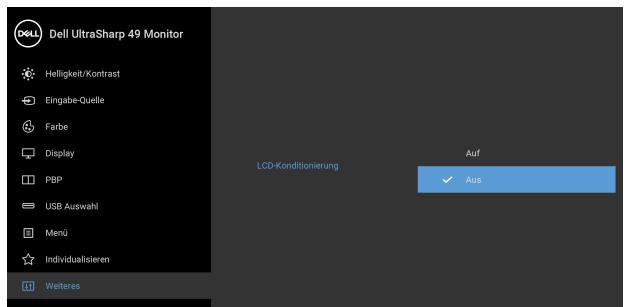 DELL
Dell UltraSharp 49 Monitor
Helligkeit/Kontrast
Eingabe-Quelle
Farbe
Display
PBP
USB Auswahl
Menü
Individualisieren
Weiteres
LCD-Konditionierung
Auf
Aus